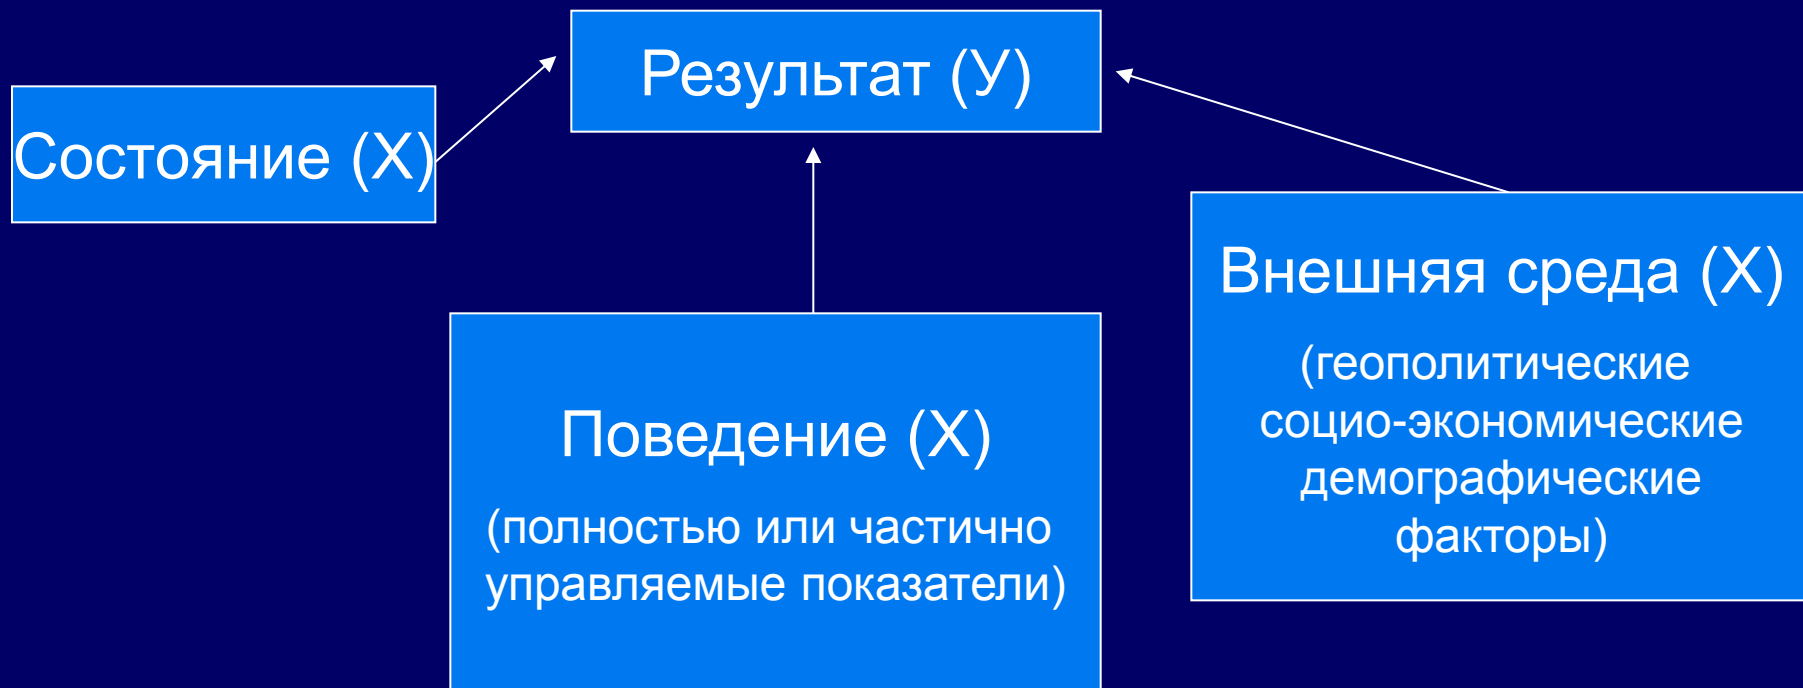 Результат (У)
Состояние (Х)
Внешняя среда (Х)
(геополитические
социо-экономические
демографические
факторы)
Поведение (Х)
(полностью или частично
управляемые показатели)